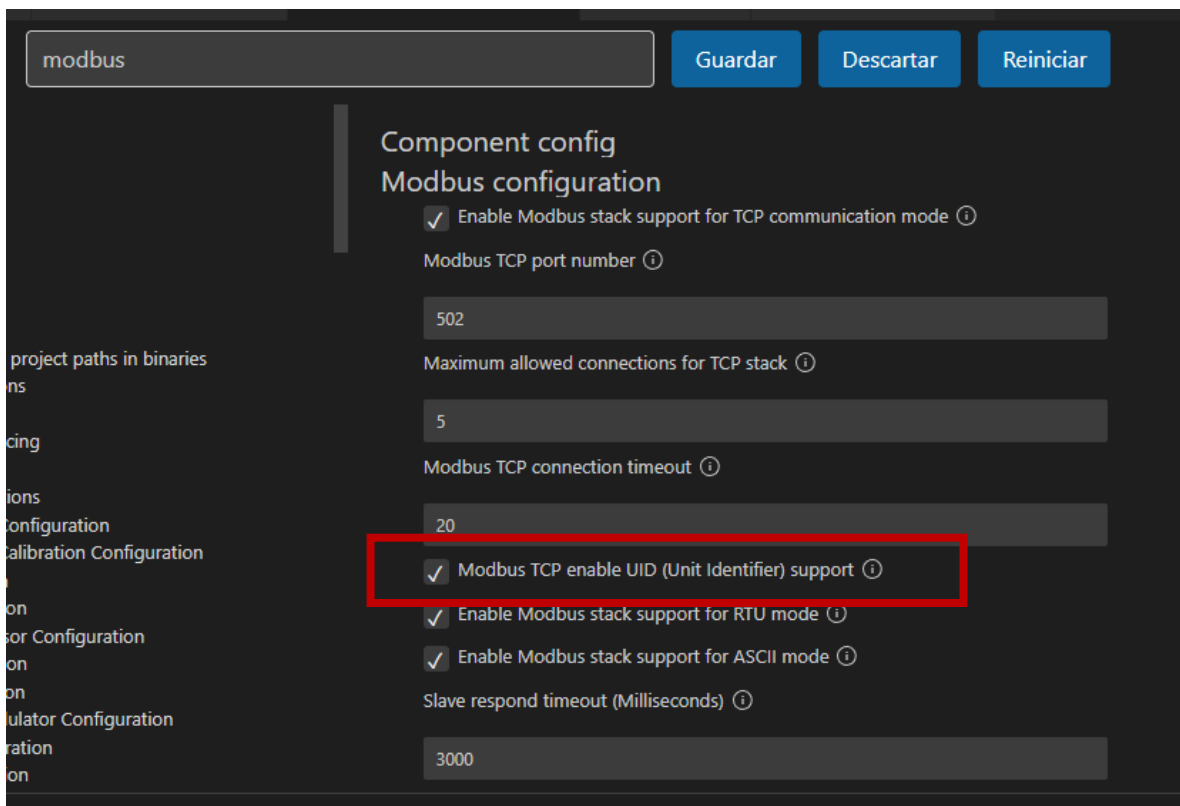 modbus
Guardar
Descartar
Reiniciar
Component config
Modbus configuration
Enable Modbus stack support for TCP communication mode
Modbus TCP port number
502
project paths in binaries
Maximum allowed connections for TCP stack
5
Modbus TCP connection timeout
20
Configuration
Calibration Configuration
Modbus TCP enable UID (Unit Identifier) support
Enable Modbus stack support for RTU mode
Configuration
Enable Modbus stack support for ASCII mode
Slave respond timeout (Milliseconds)
Configuration
3000